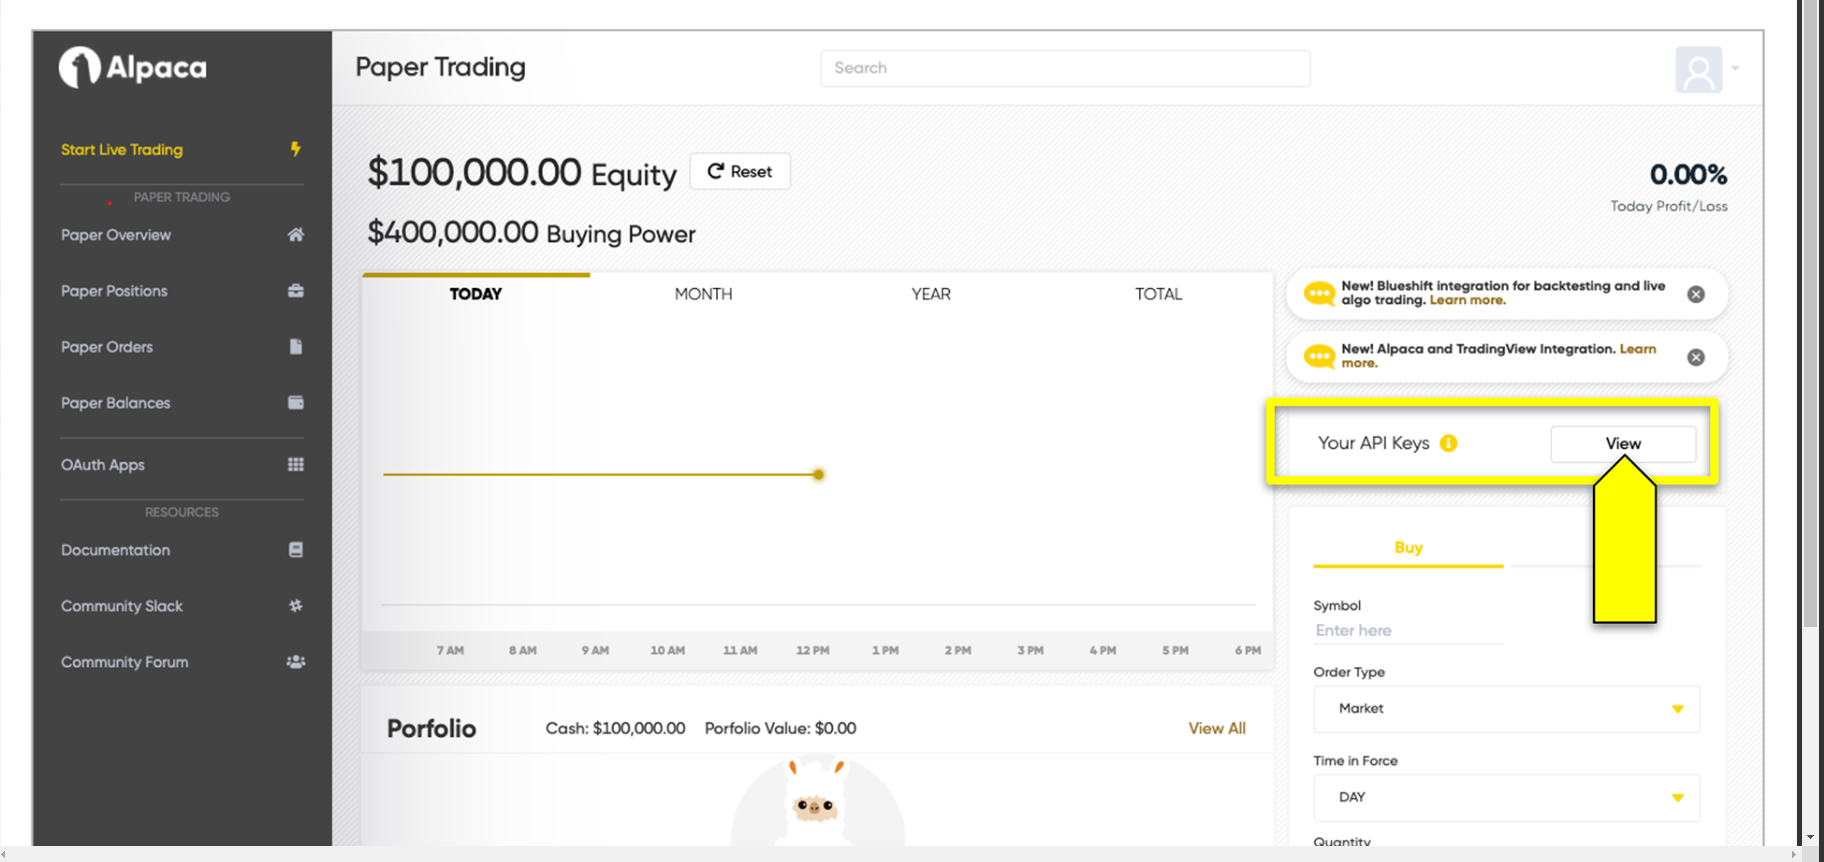 Alpaca
Paper Trading
Search
Start Live Trading
PAPER TRADING
Paper Overview
Paper Positions
Paper Orders
Paper Balances
OAuth Apps
RESOURCES
Documentation
Community Slack
Community Forum
$100,000.00 Equity
Reset
$400,000.00 Buying Power
0.00%
Today Profit/Loss
TODAY MONTH YEAR TOTAL
7 AM 8 AM 9 AM 10 AM 11 AM 12 PM 1 PM 2 PM 3 PM 4 PM 5 PM 6 PM
Porfolio Cash: $100,000.00 Porfolio Value: $0.00 View All
New! Blueshift integration for backtesting and live
algo trading. Learn more.
New! Alpaca and TradingView Integration. Learn
more.
Your API Keys View
Buy
Symbol
Enter here
Order Type
Market
Time in Force
DAY
Quantity